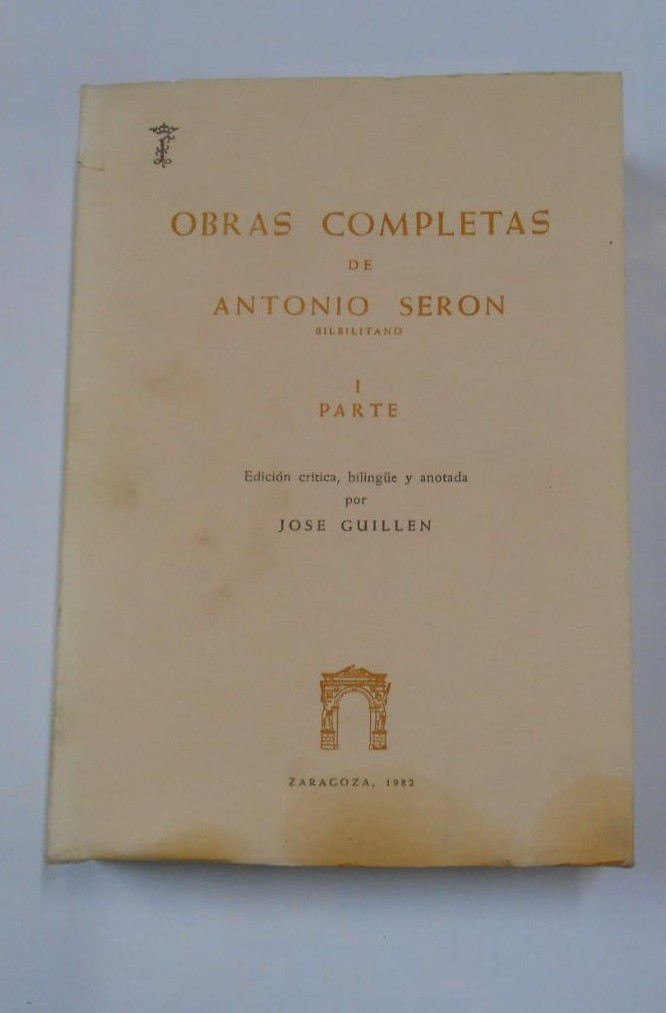 OBRAS COMPLETAS
DE
ANTONIO SERON
BILBILITANO
I
PARTE
Edición crítica, bilingüe y anotada
por
JOSE GUILLEN
ZARAGOZA, 1982